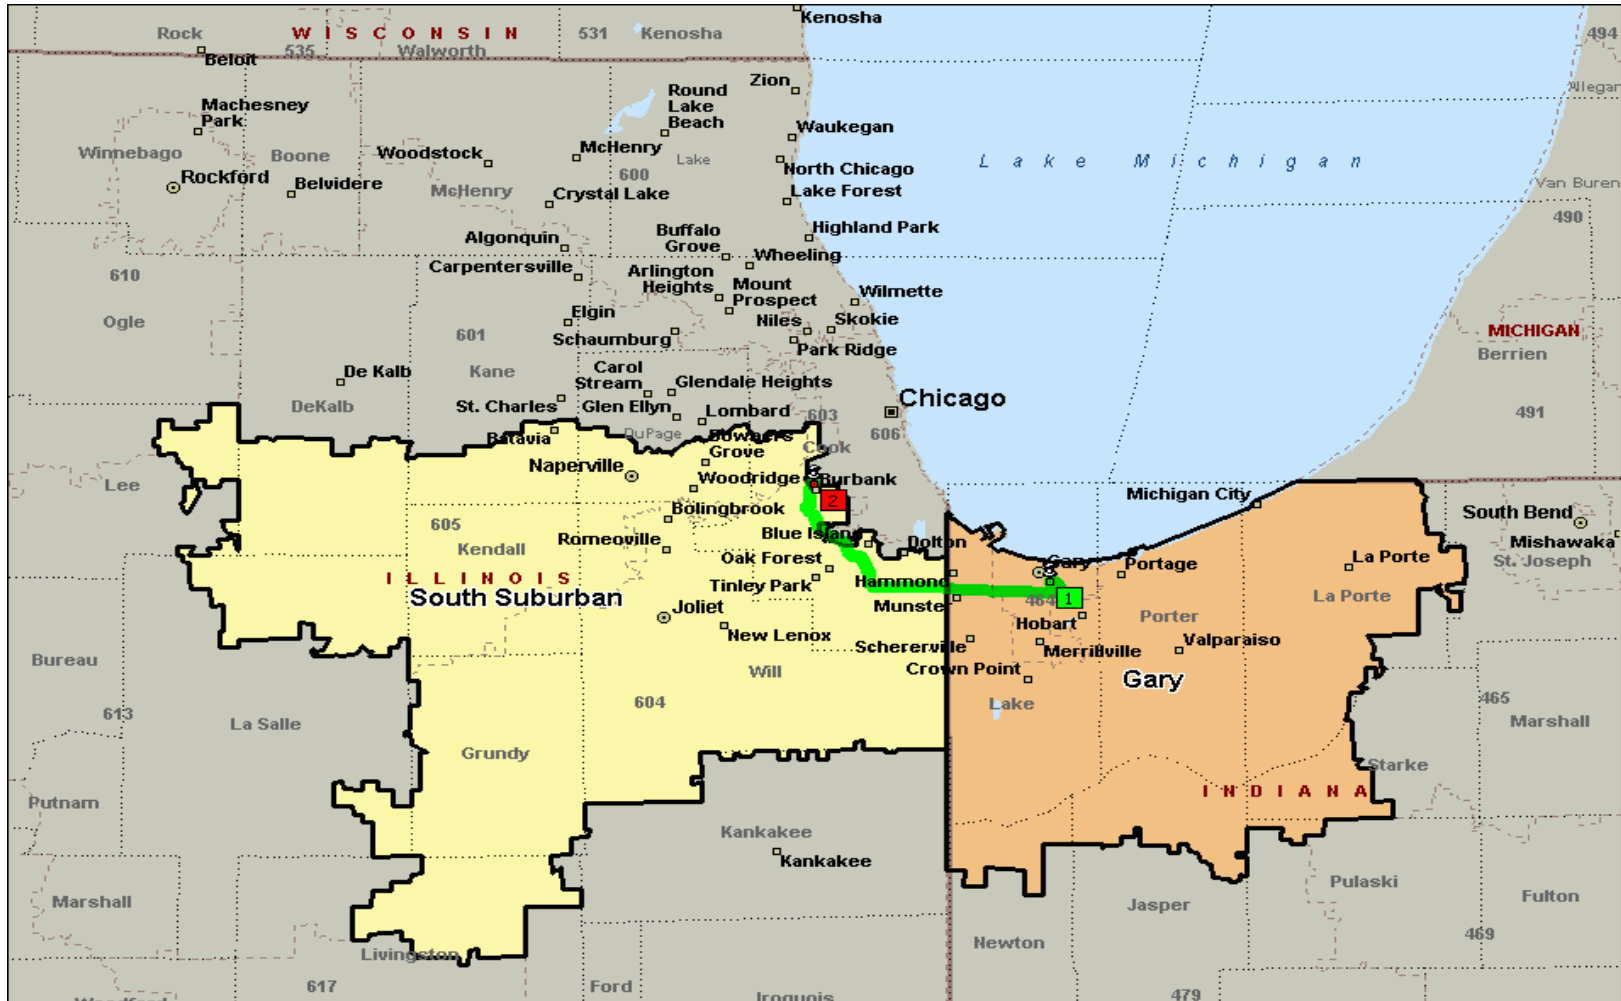 Kenosha
Rock
WISCONSIN
531
Kenosha
494
535
Walworth
Beloit
Zion
Round
Lake
Beach
Allegan
Machesney
Park
Waukegan
Winnebago
Boone
Woodstock
McHenry
Lake
Lake Michigan
North Chicago
600
Rockford
Belvidere
McHenry
Crystal Lake
Lake Forest
Van Buren
490
Highland Park
Algonquin
Buffalo
Grove
Wheeling
Carpentersville
610
Arlington
Heights
Mount
Prospect
Wilmette
Elgin
Ogle
601
Schaumburg
Niles
Skokie
MICHIGAN
Park Ridge
Berrien
De Kalb
Kane
Carol
Stream
Glendale Heights
DeKalb
St. Charles
Glen Ellyn
Lombard
603
Chicago
491
606
Batavia
DuPage
Downers
Grove
Cook
Lee
Naperville
Woodridge
Burbank
2
Michigan City
Bolingbrook
South Bend
605
Kendall
Romeoville
Blue Island
Dolton
Mishawaka
St. Joseph
Oak Forest
Gary
Portage
La Porte
ILLINOIS
Tinley Park
Hammond
South Suburban
Joliet
Munster
464
1
La Porte
New Lenox
Hobart
Porter
Schererville
Merrillville
Valparaiso
Bureau
Will
Crown Point
Gary
613
La Salle
604
Lake
465
Marshall
Grundy
Starke
INDIANA
Putnam
Kankakee
Kankakee
Marshall
Pulaski
Fulton
Jasper
Livingston
Newton
469
617
Ford
479
Woodford
Iroquois